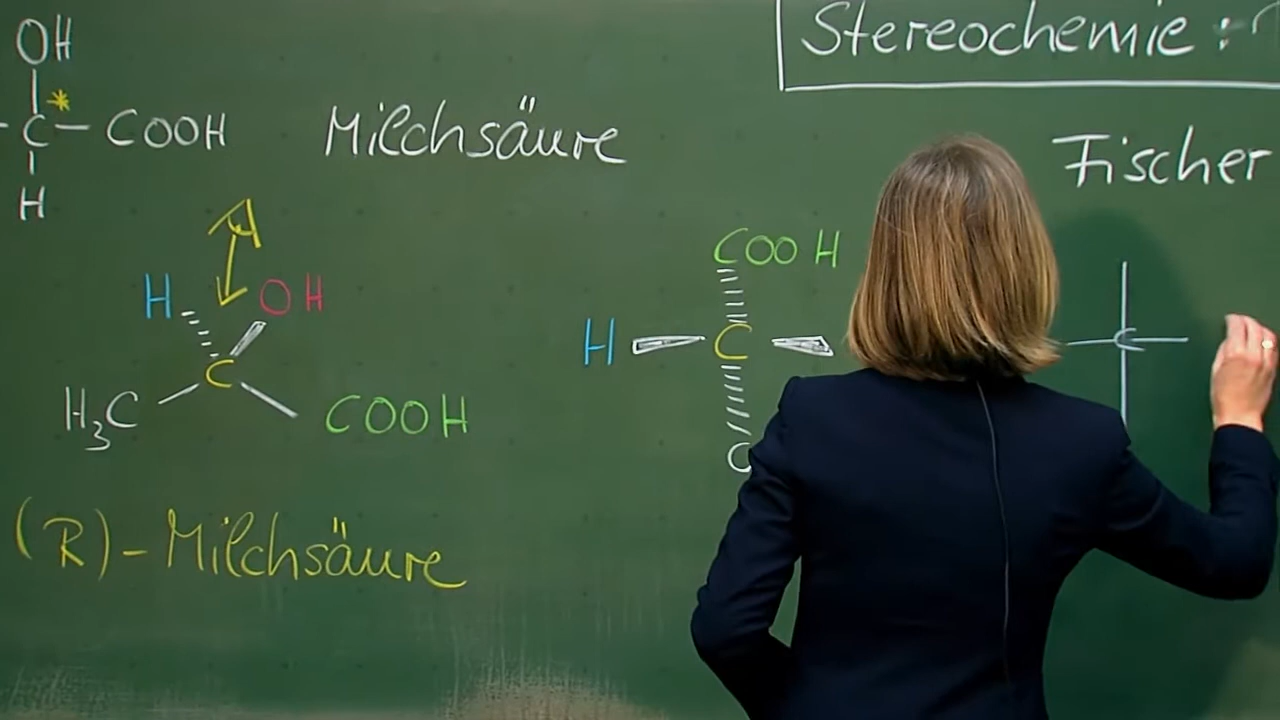 Stereochemie :
OH
C* – COOH
H
Milchsäure
Fischer
H OH
C
H₃C COOH
COOH
H C
C
C
(R)-Milchsäure